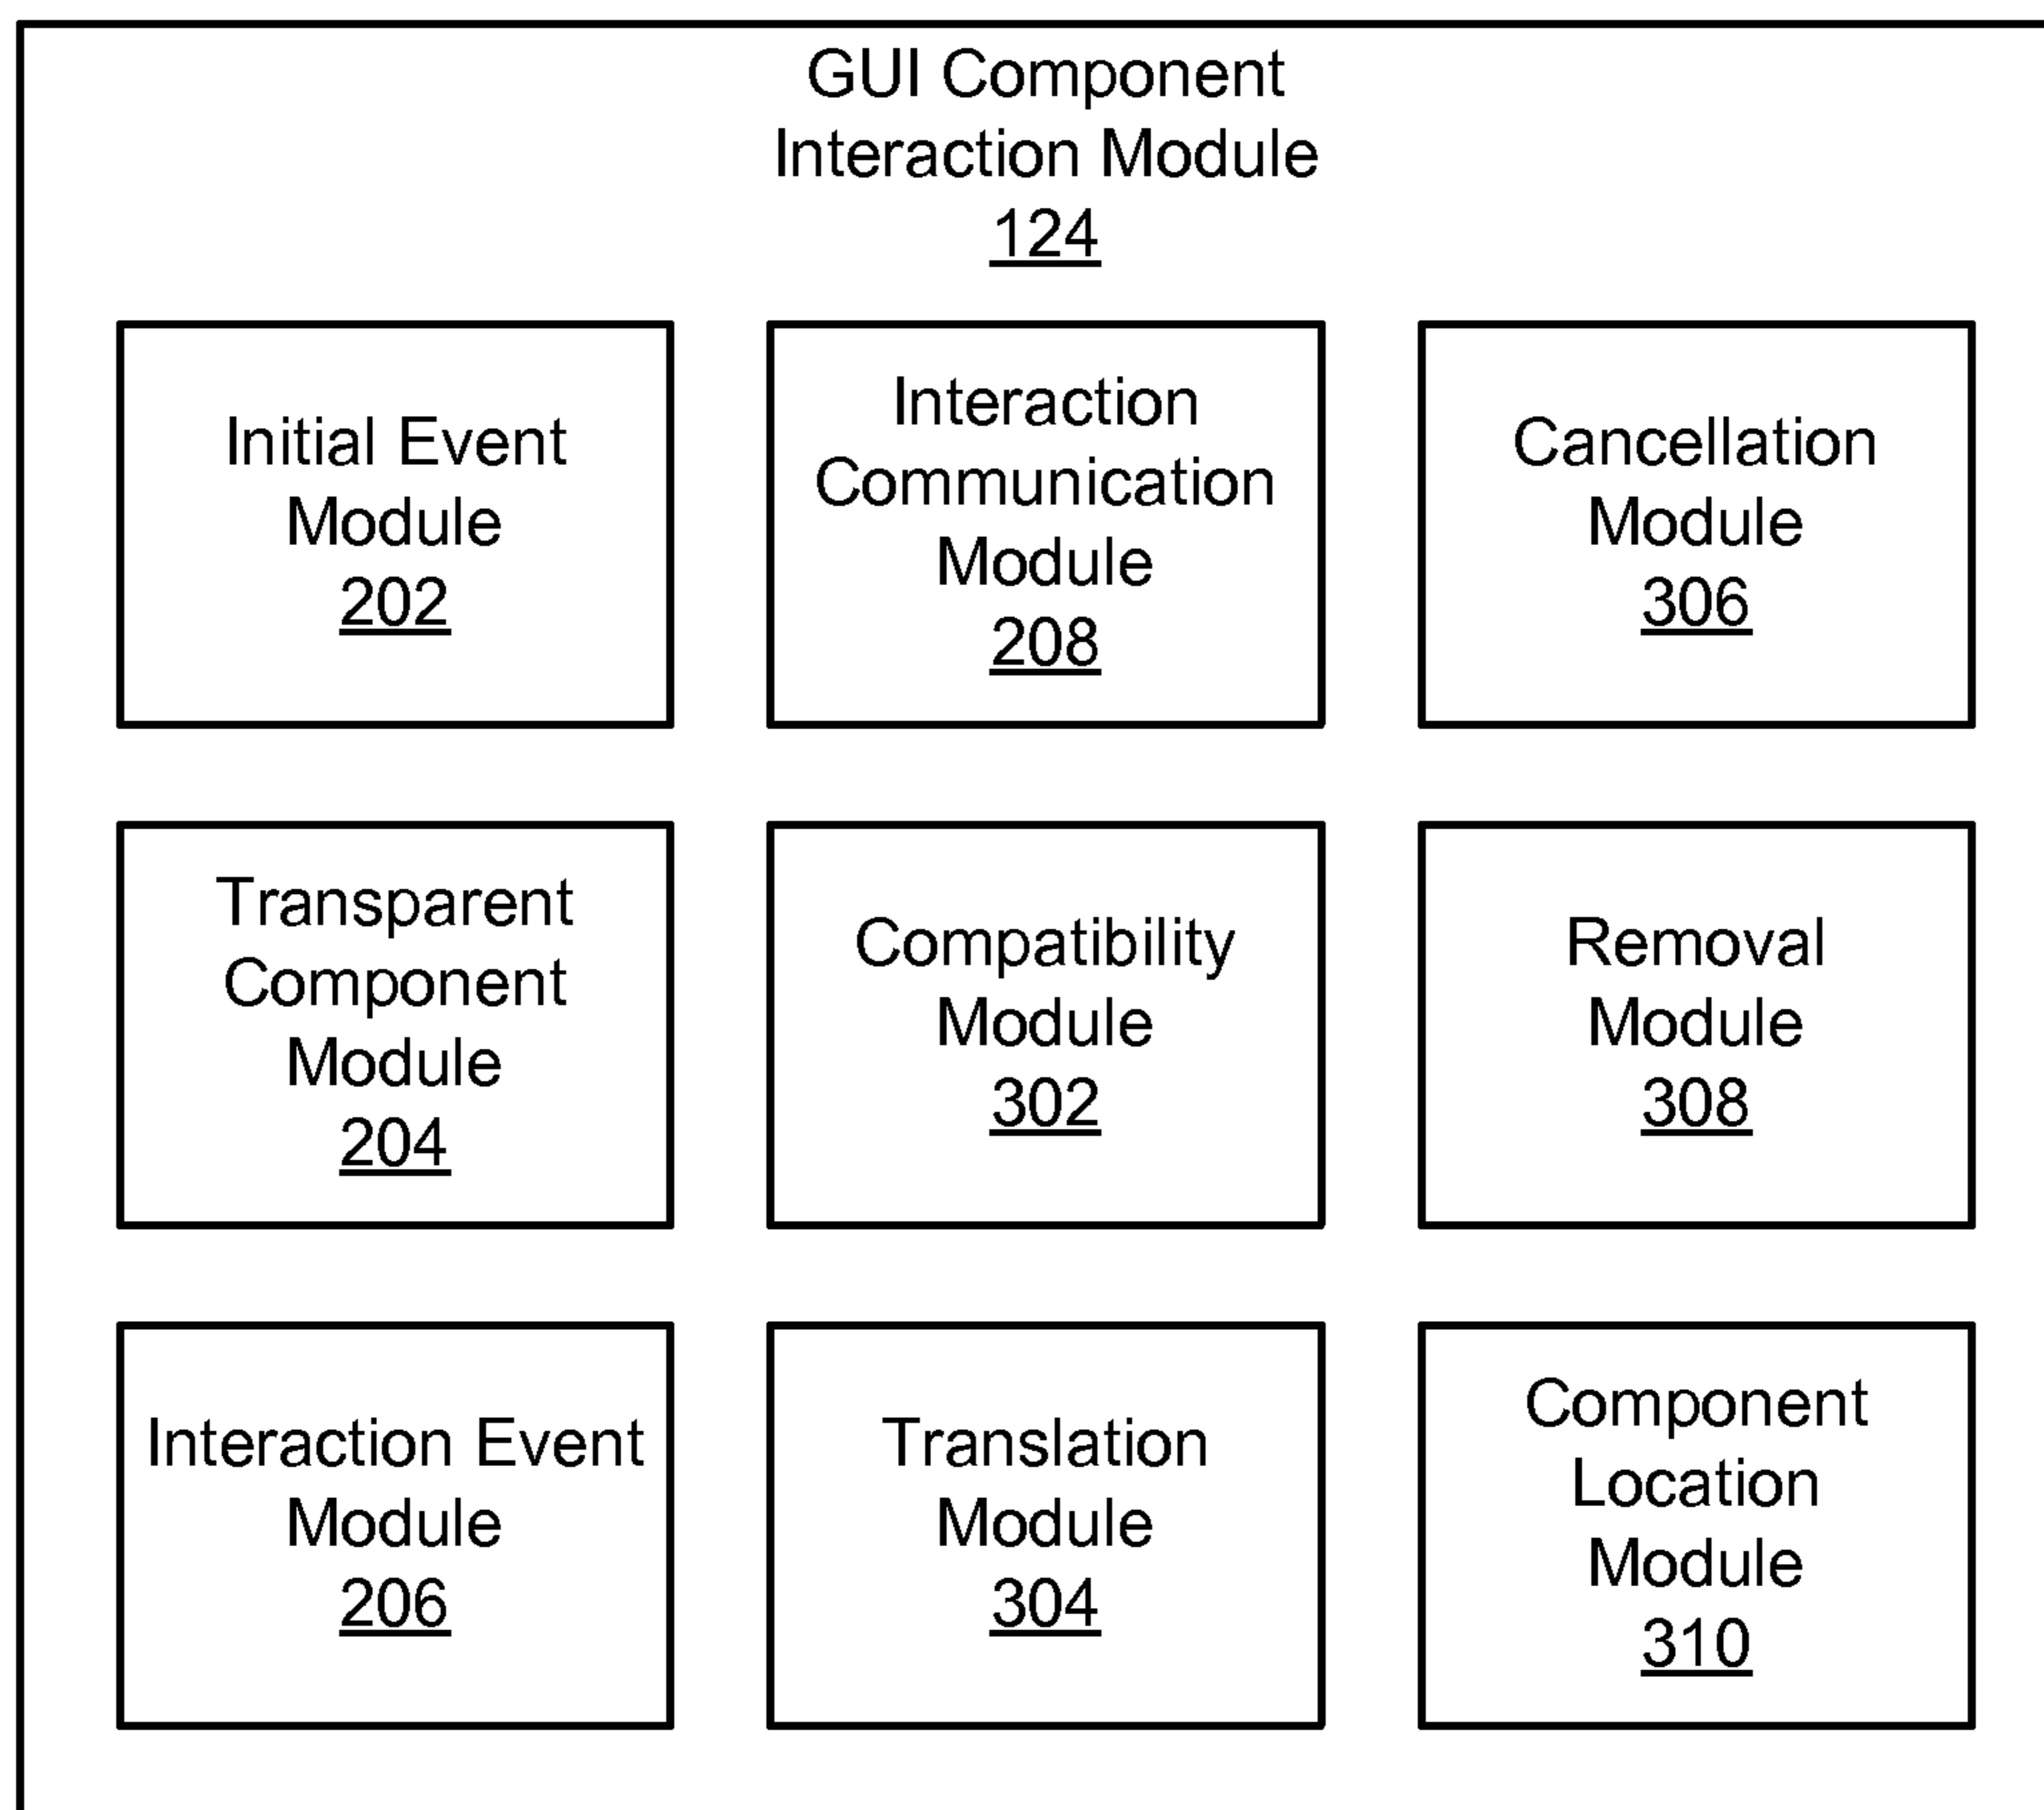 GUI Component
Interaction Module
124
Initial Event
Module
202
Interaction
Communication
Module
208
Cancellation
Module
306
Transparent
Component
Module
204
Compatibility
Module
302
Removal
Module
308
Interaction Event
Module
206
Translation
Module
304
Component
Location
Module
310